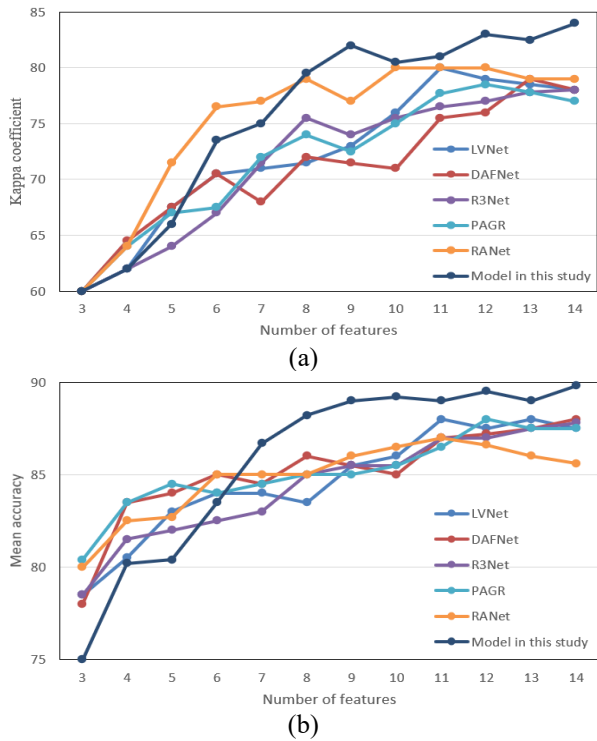 85
80
75
70
65
60
Kappa coefficient
LVNet
DAFNet
R3Net
PAGR
RANet
Model in this study
3 4 5 6 7 8 9 10 11 12 13 14
Number of features
(a)
90
85
80
75
Mean accuracy
LVNet
DAFNet
R3Net
PAGR
RANet
Model in this study
3 4 5 6 7 8 9 10 11 12 13 14
Number of features
(b)